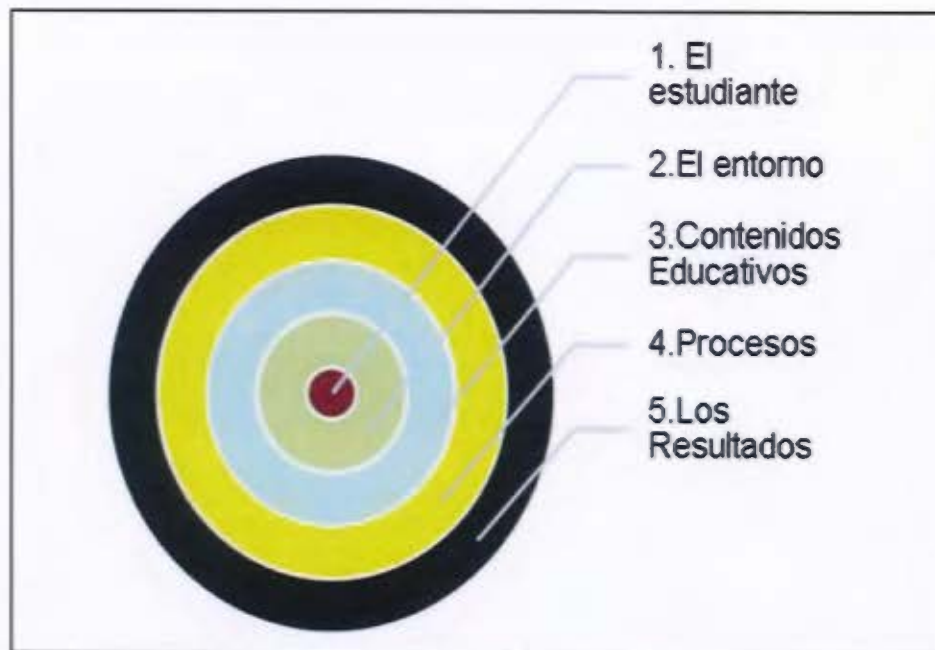 1. El
estudiante
2.El entorno
3.Contenidos
Educativos
4.Procesos
5.Los
Resultados